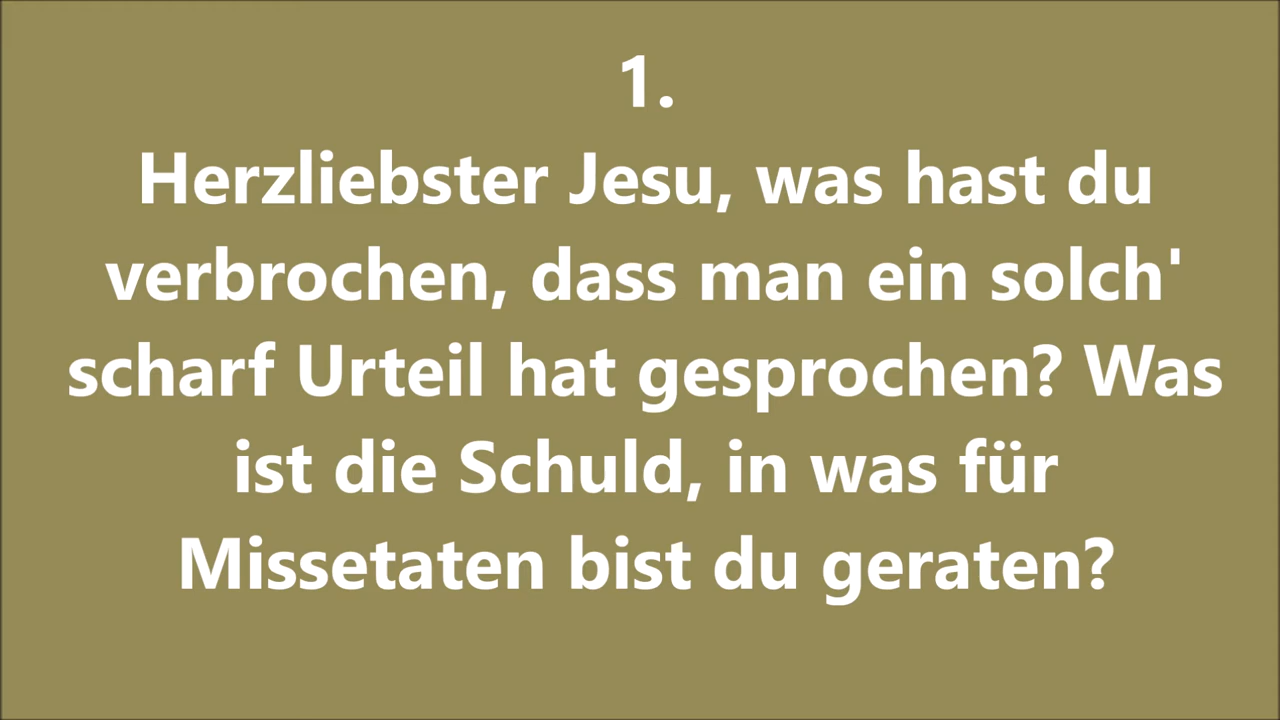 1.
Herzliebster Jesu, was hast du
verbrochen, dass man ein solch'
scharf Urteil hat gesprochen? Was
ist die Schuld, in was für
Missetaten bist du geraten?